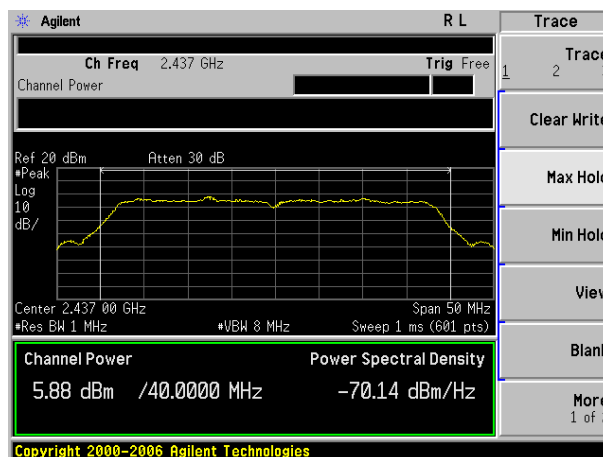 Agilent R L Trace
Ch Freq 2.437 GHz Trig Free
Channel Power
Trace
1 2
Clear Write
Max Hold
Min Hold
View
Blank
More
1 of
Ref 20 dBm Atten 30 dB
#Peak
Log
10
dB/
Center 2.437 00 GHz Span 50 MHz
#Res BW 1 MHz #VBW 8 MHz Sweep 1 ms (601 pts)
Channel Power Power Spectral Density
5.88 dBm /40.0000 MHz -70.14 dBm/Hz
Copyright 2000-2006 Agilent Technologies